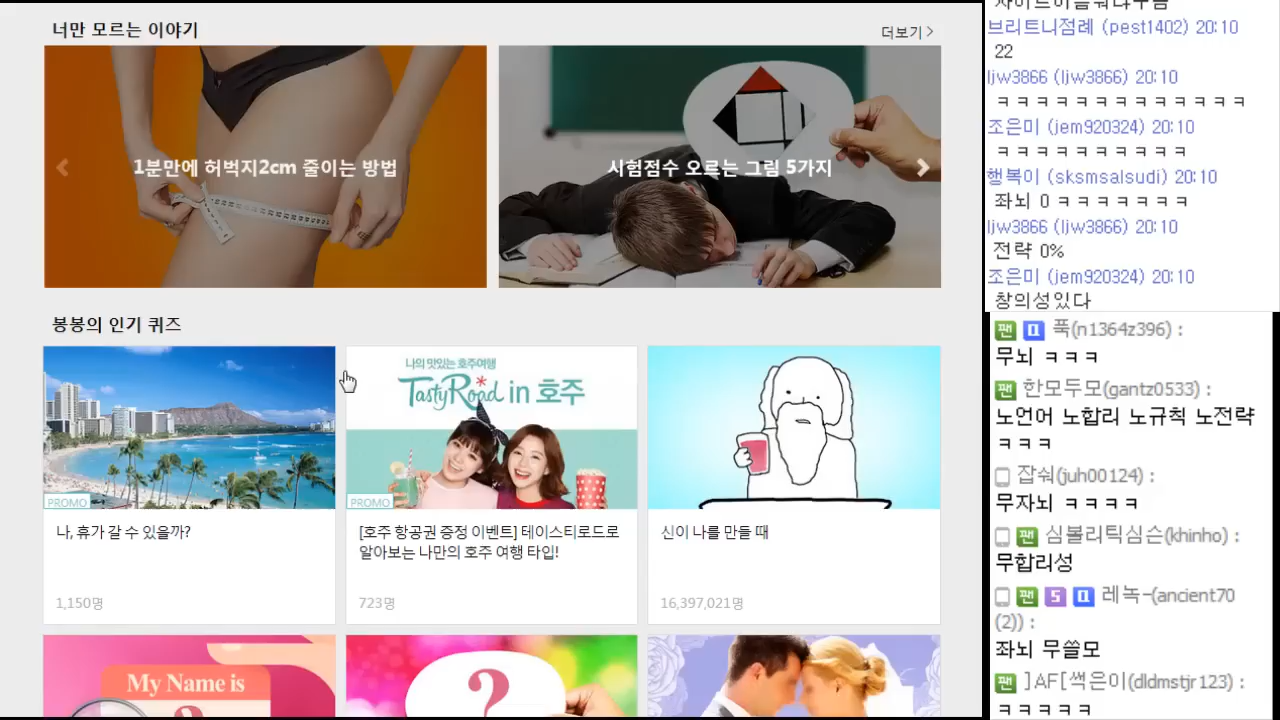 너만 모르는 이야기
더보기 >
1분만에 허벅지2cm 줄이는 방법
시험점수 오르는 그림 5가지
봉봉의 인기 퀴즈
PROMO
나, 휴가 갈 수 있을까?
1,150명
나의 맛있는 호주여행
TastyRoad in 호주
PROMO
[호주 항공권 증정 이벤트] 테이스티로드로
알아보는 나만의 호주 여행 타입!
723명
신이 나를 만들 때
16,397,021명
My Name is
?
?
브리트니점례 (pest1402) 20:10
22
ljw3866 (ljw3866) 20:10
ㅋㅋㅋㅋㅋㅋㅋㅋㅋㅋㅋㅋㅋ
조은미 (jem920324) 20:10
ㅋㅋㅋㅋㅋㅋㅋㅋㅋㅋ
행복이 (sksmsalsudi) 20:10
좌뇌 0 ㅋㅋㅋㅋㅋㅋㅋ
ljw3866 (ljw3866) 20:10
전략 0%
조은미 (jem920324) 20:10
창의성있다
팬 푹(n1364z396) :
무뇌 ㅋㅋㅋ
팬 한모두모(gantz0533) :
노언어 노합리 노규칙 노전략
ㅋㅋㅋ
잡숴(juh00124) :
무자뇌 ㅋㅋㅋㅋ
팬 심볼리틱심슨(khinho) :
무합리성
팬 S 레녹-(ancient70
(2)) :
좌뇌 무쓸모
팬 ]AF[썩은이(dldmstjr123) :
ㅋㅋㅋㅋㅋ